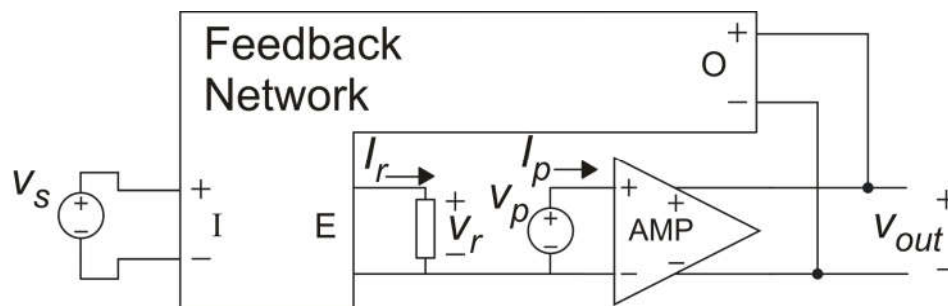 Feedback
Network
+
O
−
I_r
I_p
v_s
+
−
+
I
−
E
+
v_r
−
v_p
+
−
+
−
+
−
AMP
+
v_out
−